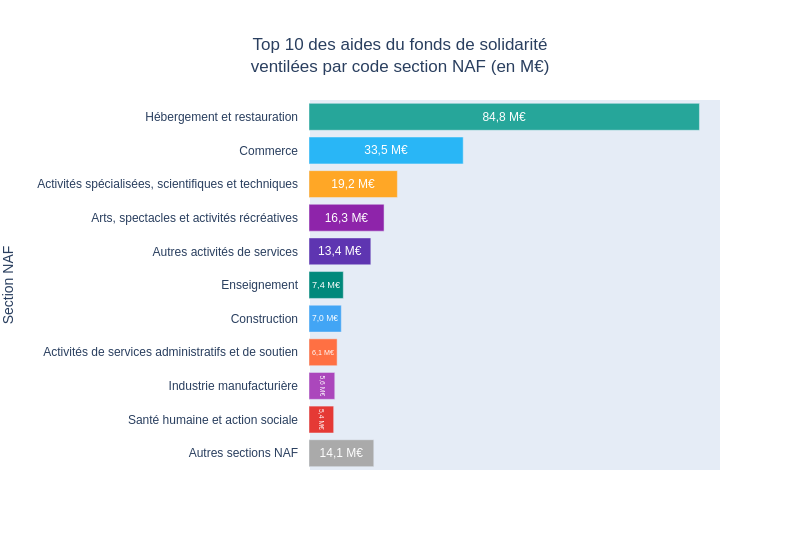 Top 10 des aides du fonds de solidarité
ventilées par code section NAF (en M€)
Section NAF
Hébergement et restauration 84,8 M€
Commerce 33,5 M€
Activités spécialisées, scientifiques et techniques 19,2 M€
Arts, spectacles et activités récréatives 16,3 M€
Autres activités de services 13,4 M€
Enseignement 7,4 M€
Construction 7,0 M€
Activités de services administratifs et de soutien 6,1 M€
Industrie manufacturière 5,6 M€
Santé humaine et action sociale 5,4 M€
Autres sections NAF 14,1 M€